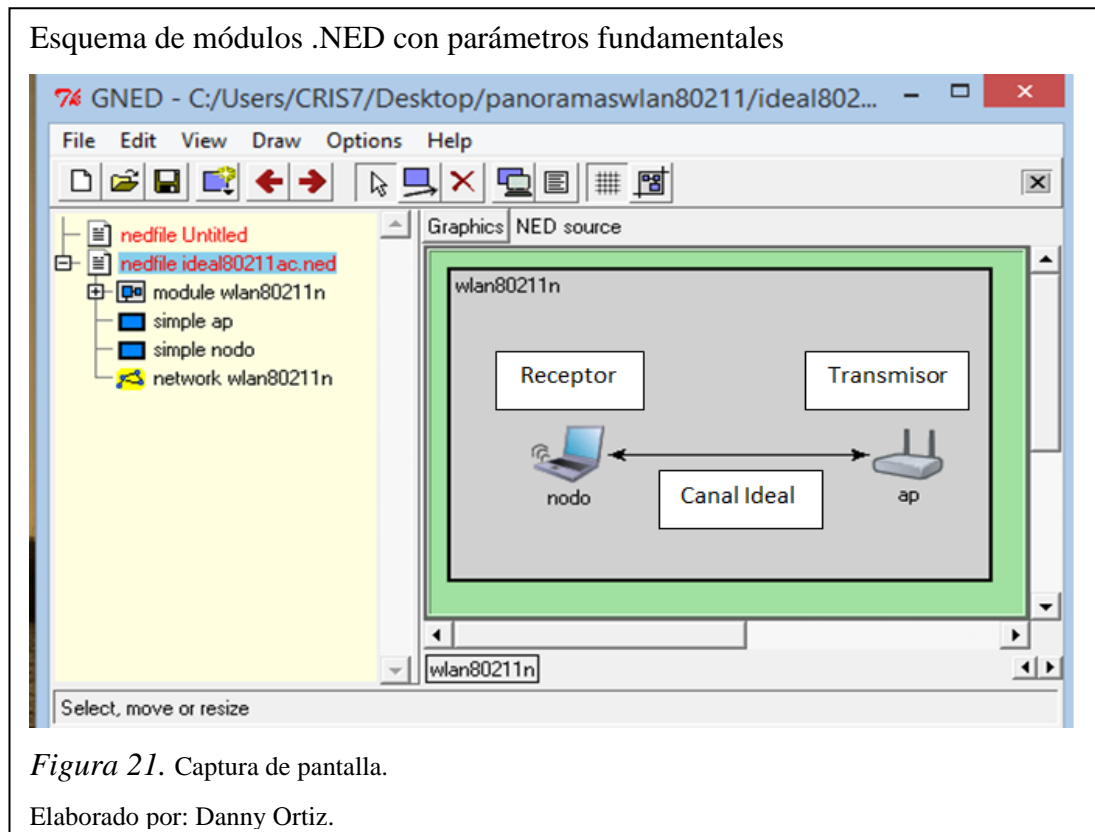 Esquema de módulos .NED con parámetros fundamentales
GNED - C:/Users/CRIS7/Desktop/panoramaswlan80211/ideal802...
File Edit View Draw Options Help
nedfile Untitled
nedfile ideal80211ac.ned
module wlan80211n
simple ap
simple nodo
network wlan80211n
Graphics NED source
wlan80211n
Receptor Transmisor
nodo Canal Ideal ap
wlan80211n
Select, move or resize
Figura 21. Captura de pantalla.
Elaborado por: Danny Ortiz.